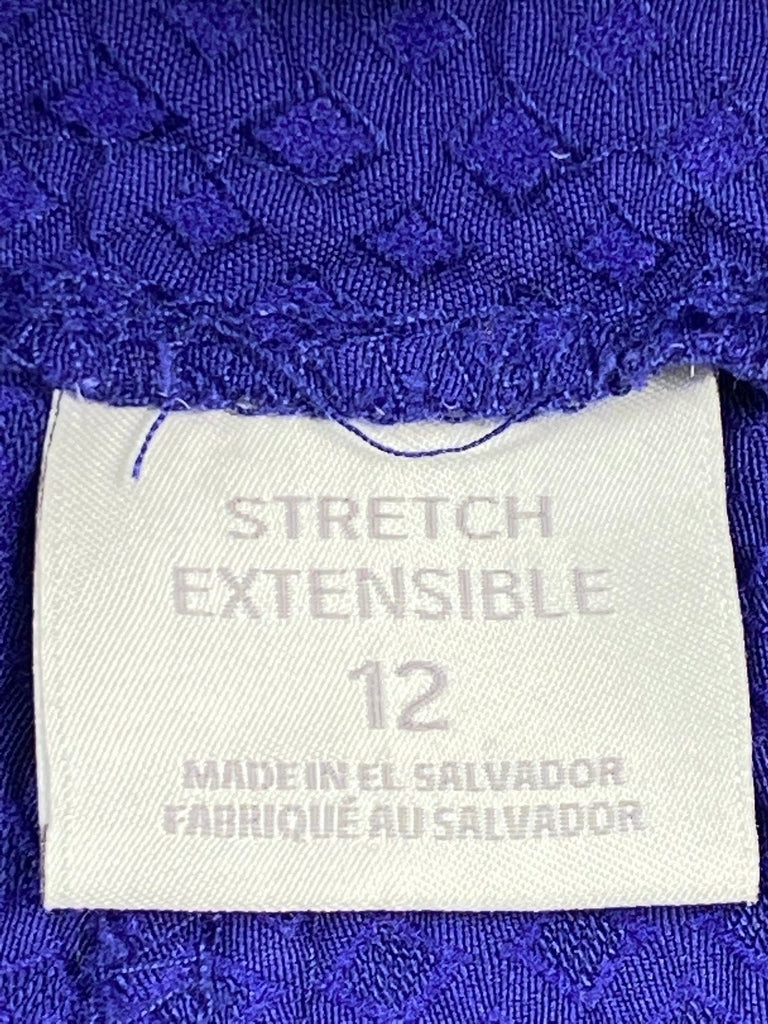 STRETCH
EXTENSIBLE
12
MADE IN EL SALVADOR
FABRIQUÉ AU SALVADOR